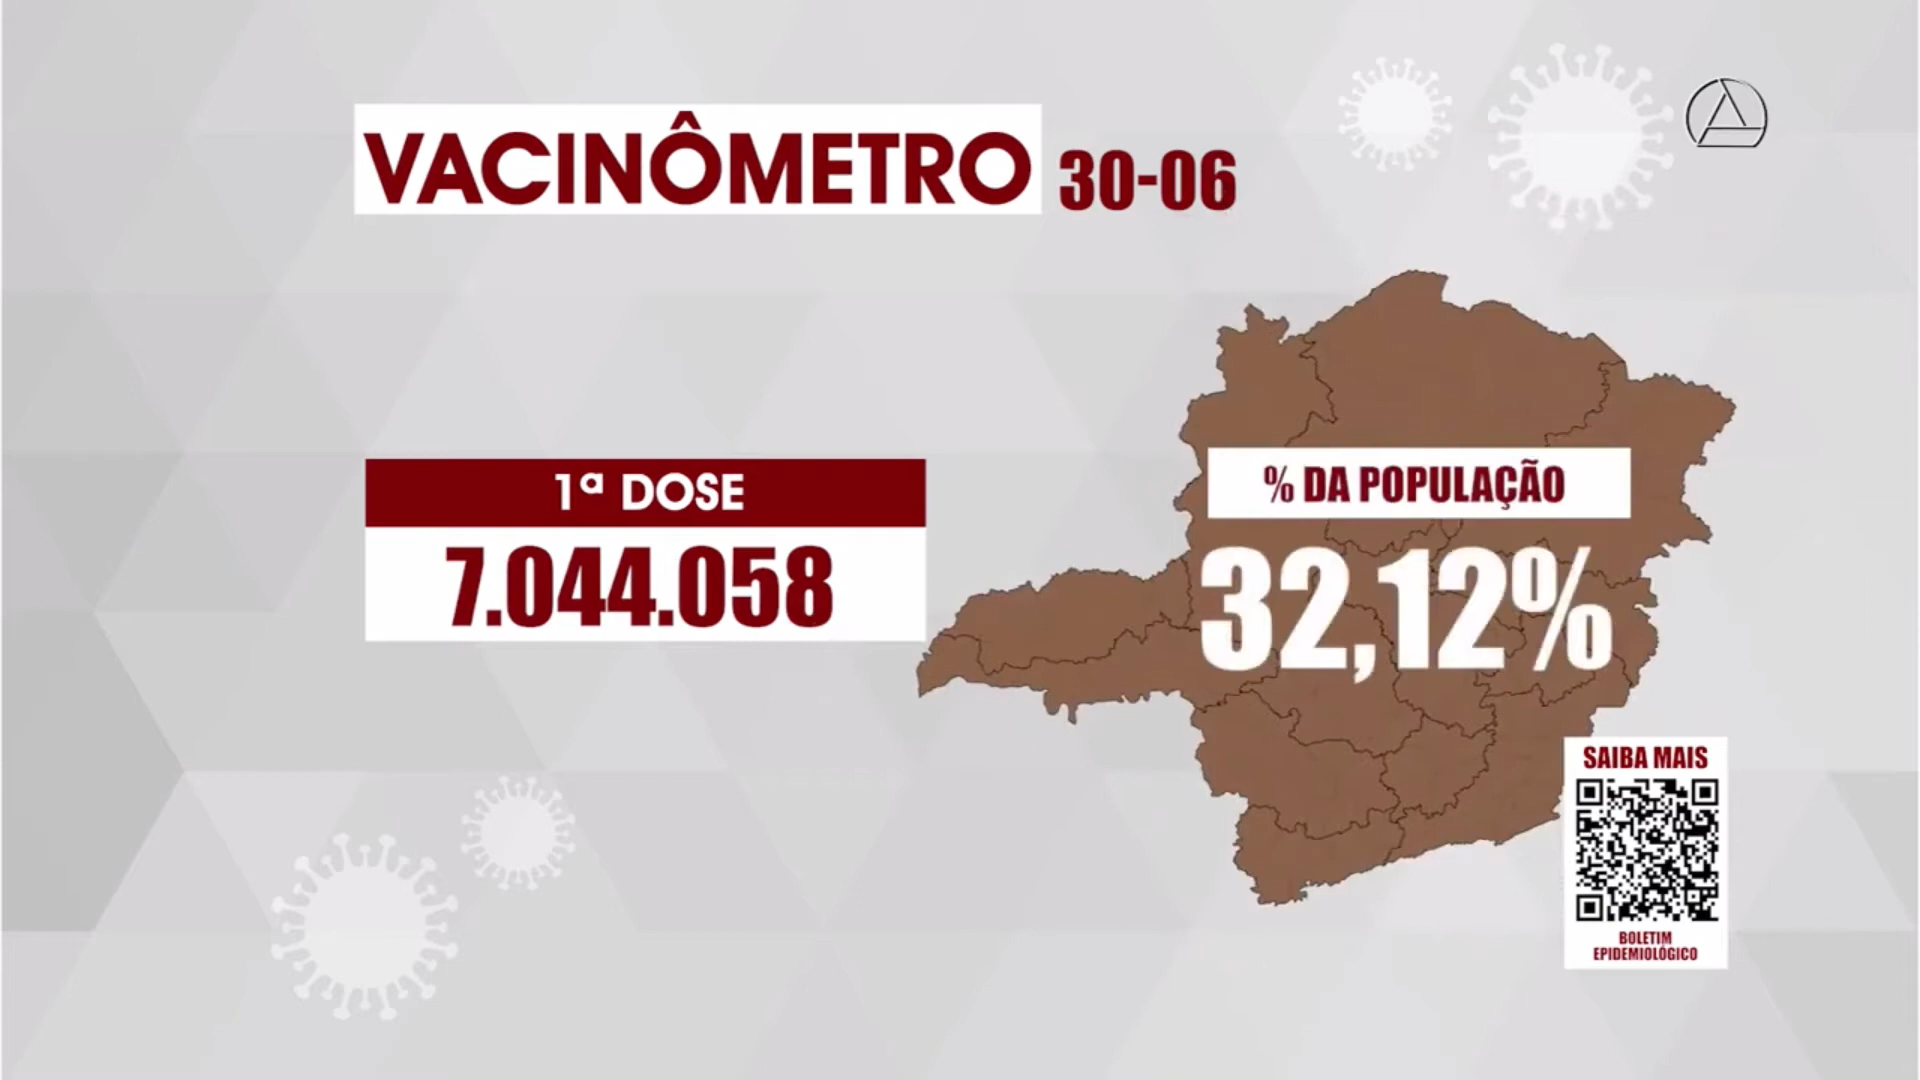 VACINÔMETRO 30-06
1ª DOSE
7.044.058
% DA POPULAÇÃO
32,12%
SAIBA MAIS
BOLETIM
EPIDEMIOLÓGICO